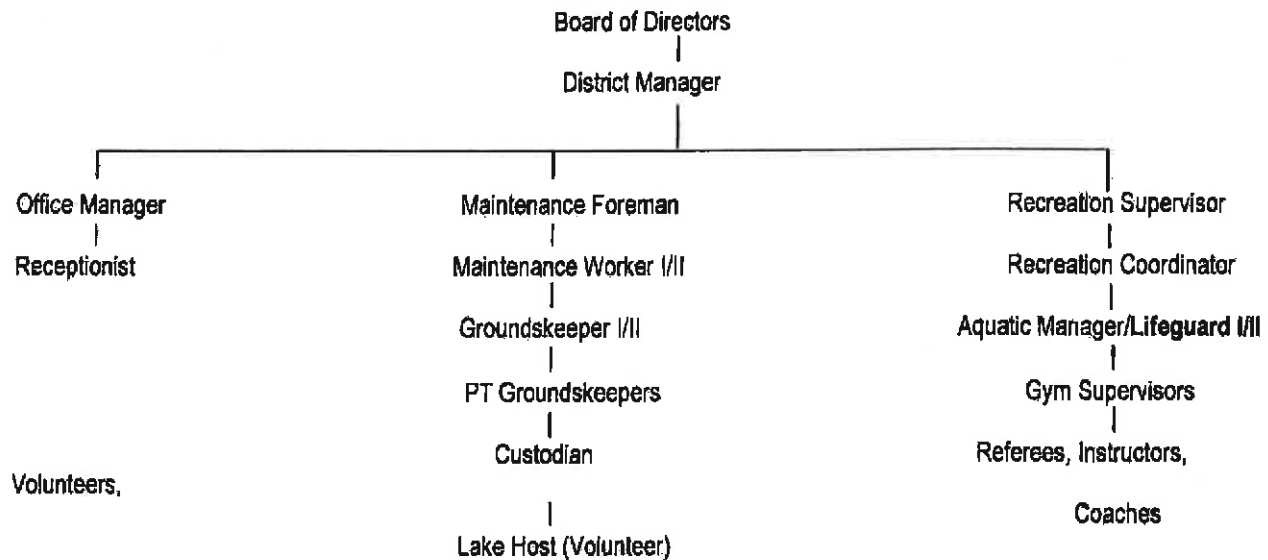 Board of Directors
District Manager
Office Manager
Maintenance Foreman
Recreation Supervisor
Receptionist
Maintenance Worker I/II
Recreation Coordinator
Groundskeeper I/II
Aquatic Manager/Lifeguard I/II
PT Groundskeepers
Gym Supervisors
Custodian
Referees, Instructors,
Volunteers,
Coaches
Lake Host (Volunteer)